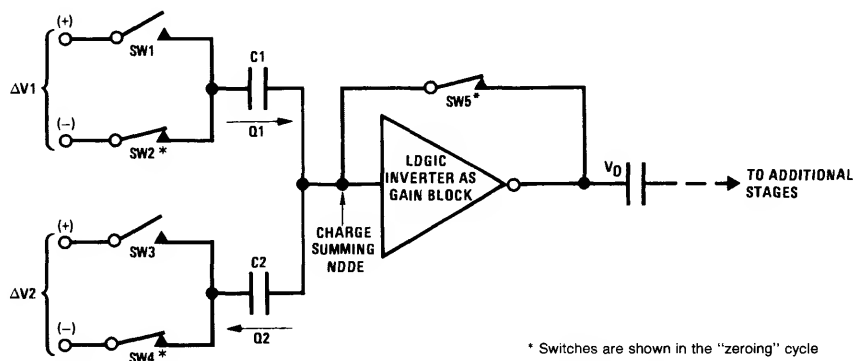 (+)
SW1
ΔV1
(-)
SW2 *
C1
Q1
(+)
SW3
ΔV2
(-)
SW4 *
C2
Q2
SW5*
LDGIC
INVERTER AS
GAIN BLOCK
CHARGE
SUMMING
NDDE
VD
TO ADDITIONAL
STAGES
* Switches are shown in the "zeroing" cycle